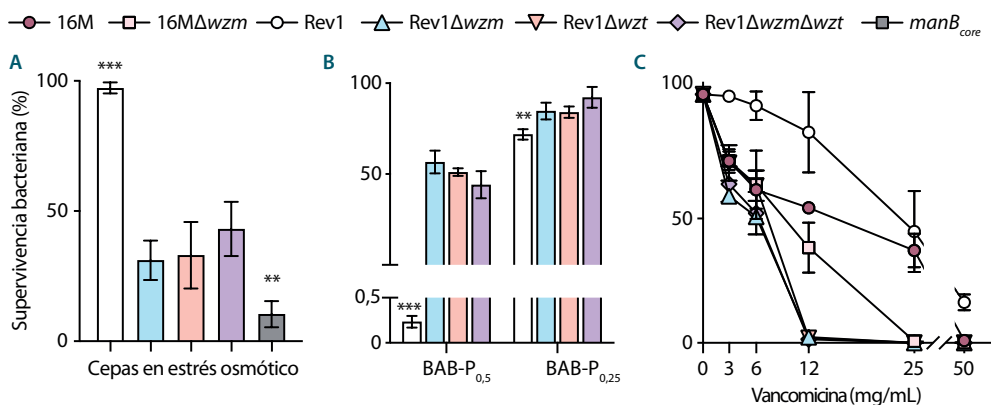 16M 16MΔwzm Rev1 Rev1Δwzm Rev1Δwzt Rev1ΔwzmΔwzt manBcore
A
Supervivencia bacteriana (%)
100
50
0
***
**
Cepas en estrés osmótico
B
100
50
0,5
0
***
**
BAB-P0,5
BAB-P0,25
C
100
50
0
0 3 6 12 25 50
Vancomicina (mg/mL)